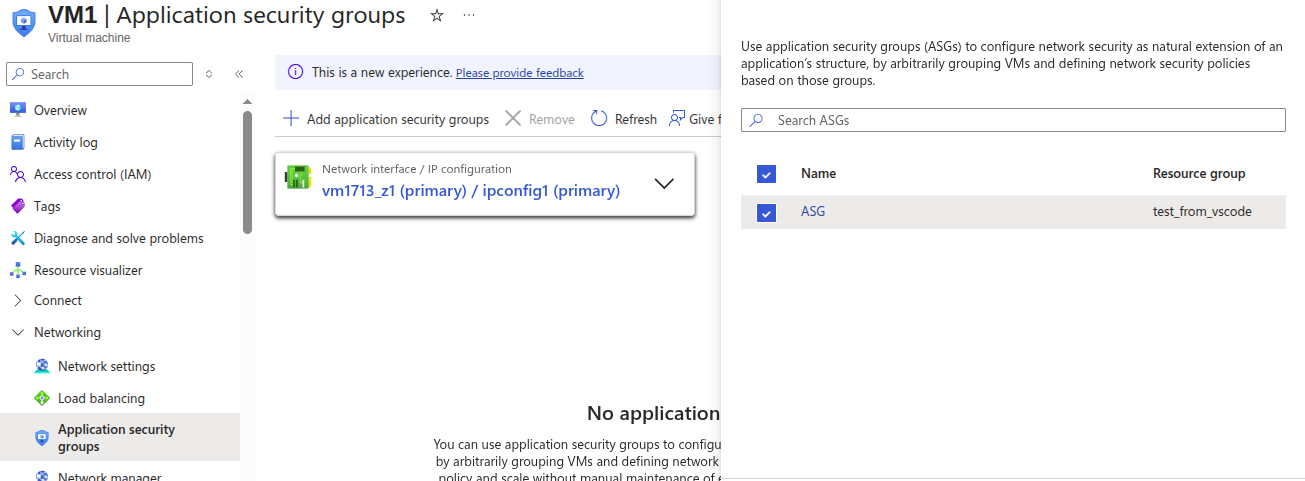 VM1 | Application security groups
Virtual machine
Search
Overview
Activity log
Access control (IAM)
Tags
Diagnose and solve problems
Resource visualizer
Connect
Networking
Network settings
Load balancing
Application security
groups
Network manager
This is a new experience. Please provide feedback
Add application security groups Remove Refresh Give f
Network interface / IP configuration
vm1713_z1 (primary) / ipconfig1 (primary)
No application
You can use application security groups to configu
by arbitrarily grouping VMs and defining network
policy and scale without manual maintenance of e
Use application security groups (ASGs) to configure network security as natural extension of an
application's structure, by arbitrarily grouping VMs and defining network security policies
based on those groups.
Search ASGs
Name Resource group
ASG test_from_vscode